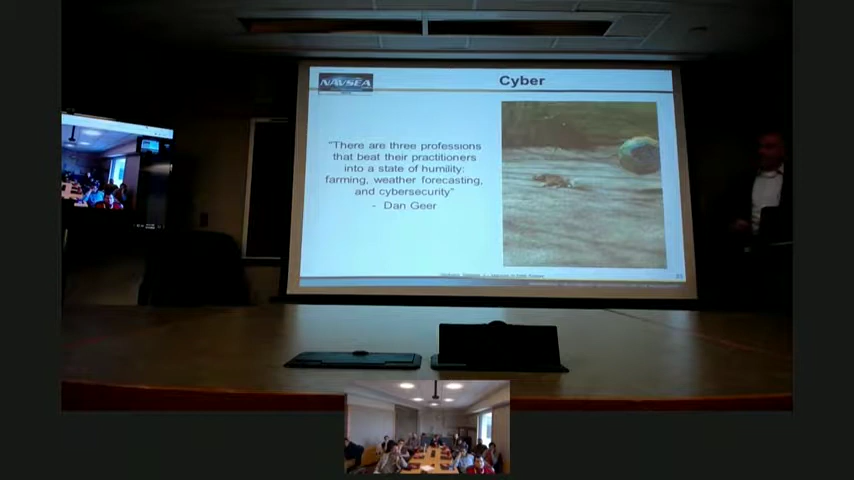 NAVSEA
Cyber
"There are three professions
that beat their practitioners
into a state of humility:
farming, weather forecasting,
and cybersecurity"
- Dan Geer